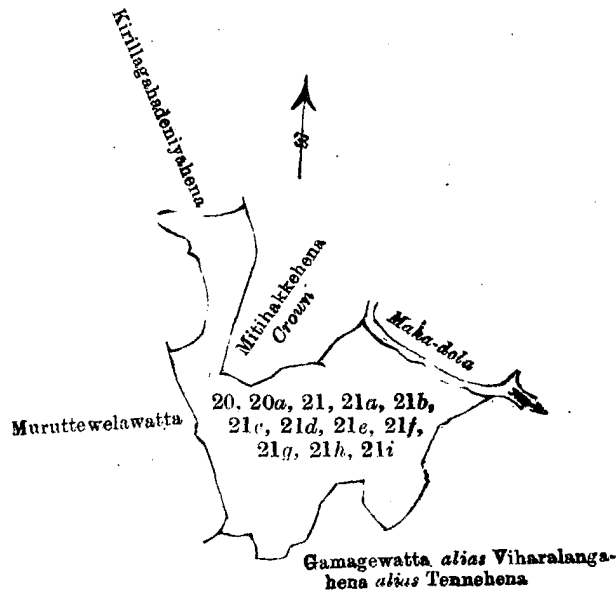 Kirillagahadeniyahena
Mitihakkehena
Crown
Maha-dola
20, 20a, 21, 21a, 21b,
21c, 21d, 21e, 21f,
21g, 21h, 21i
Muruttewelawatta
Gamagewatta alias Viharalanga-
hena alias Tennehena